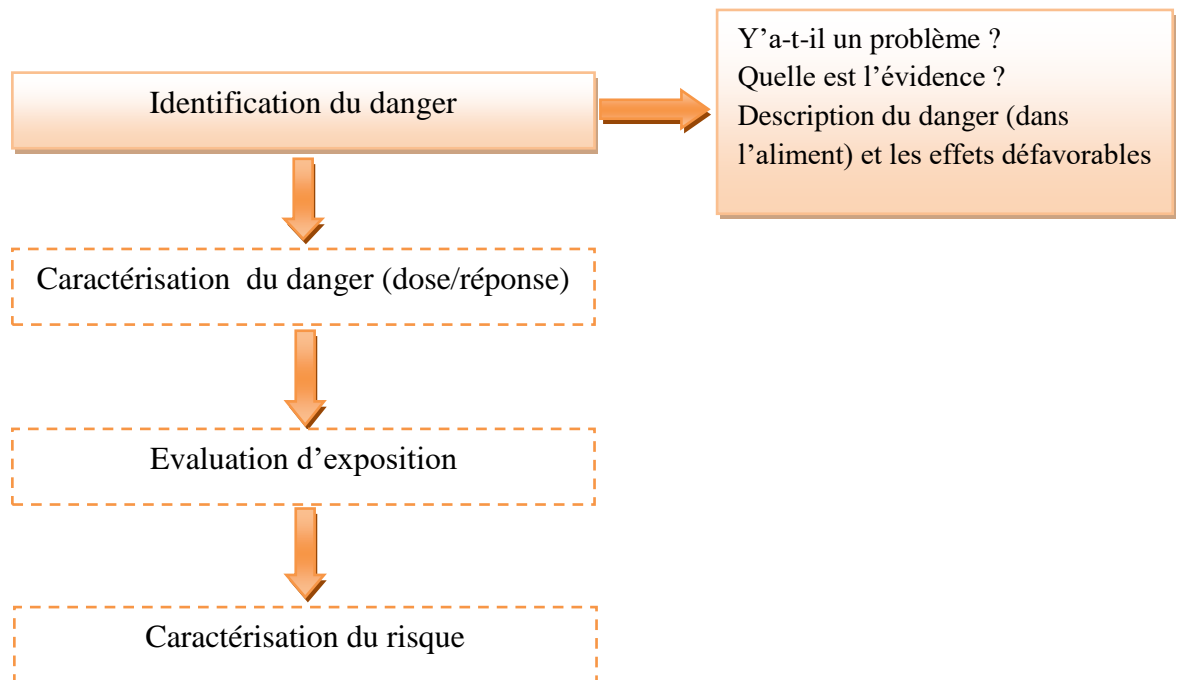 Identification du danger
Y’a-t-il un problème ?
Quelle est l’évidence ?
Description du danger (dans
l’aliment) et les effets défavorables
Caractérisation  du danger (dose/réponse)
Evaluation d’exposition
Caractérisation du risque